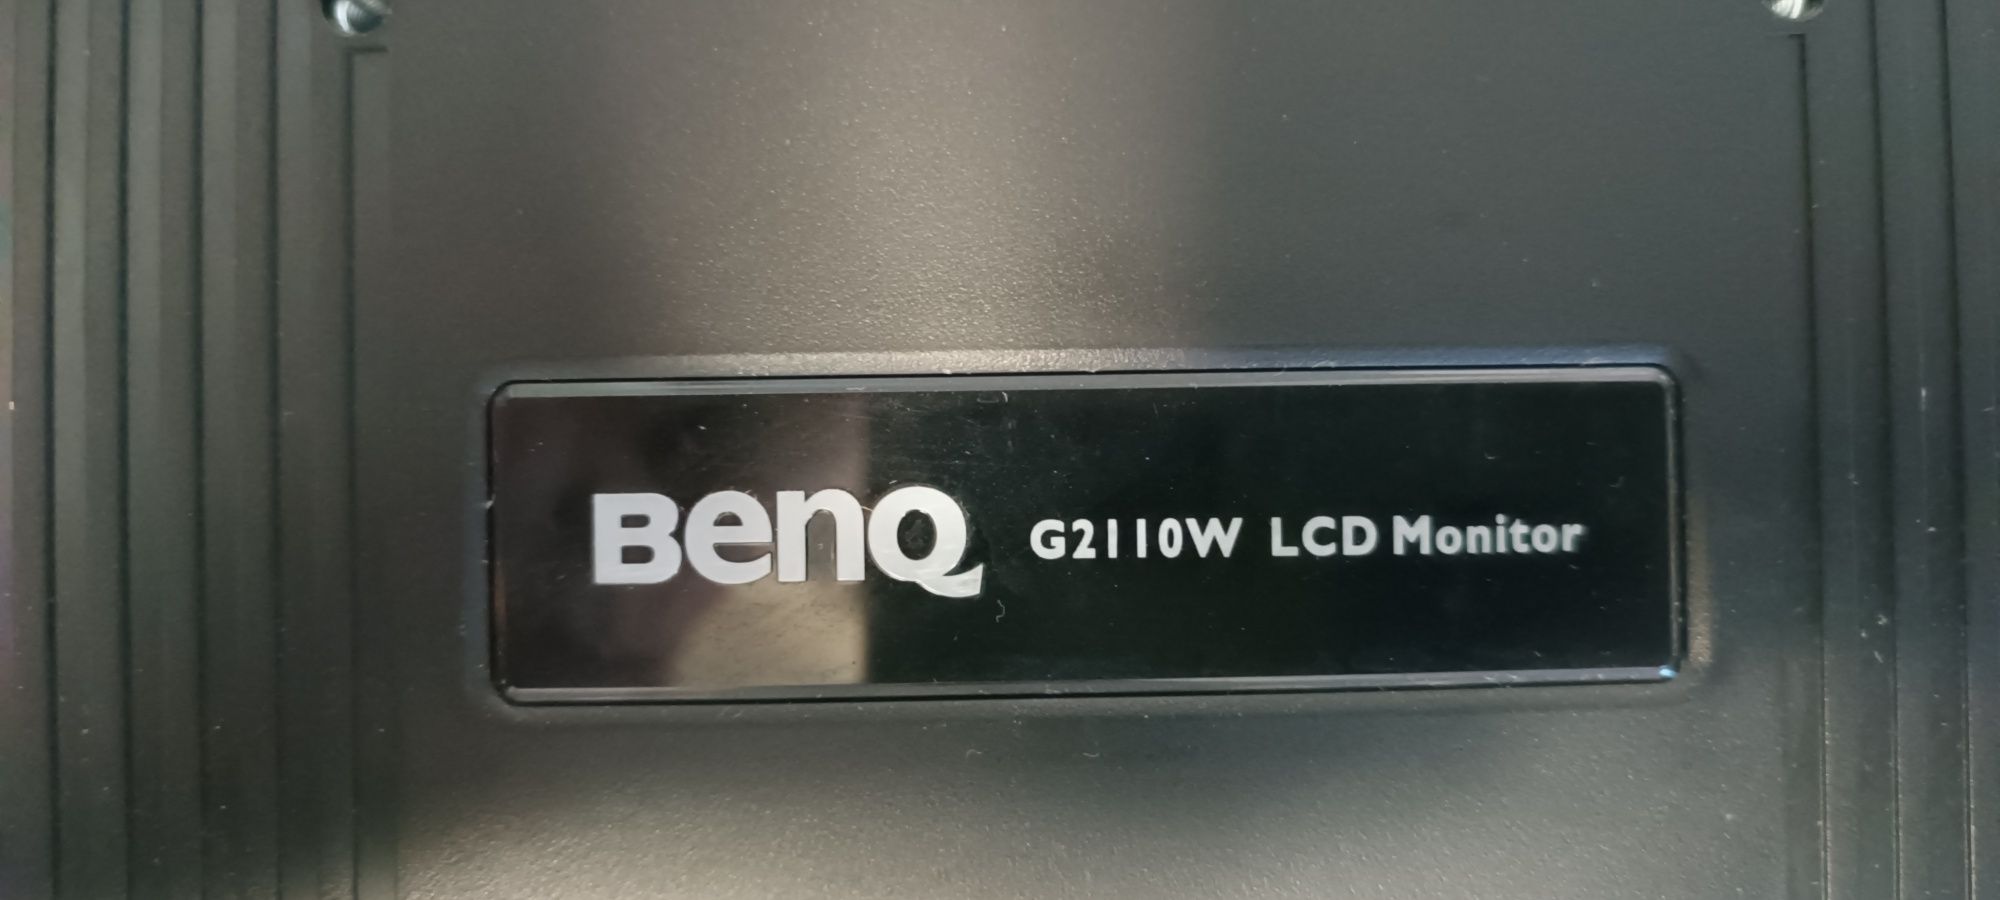 BenQ G2110W LCD Monitor